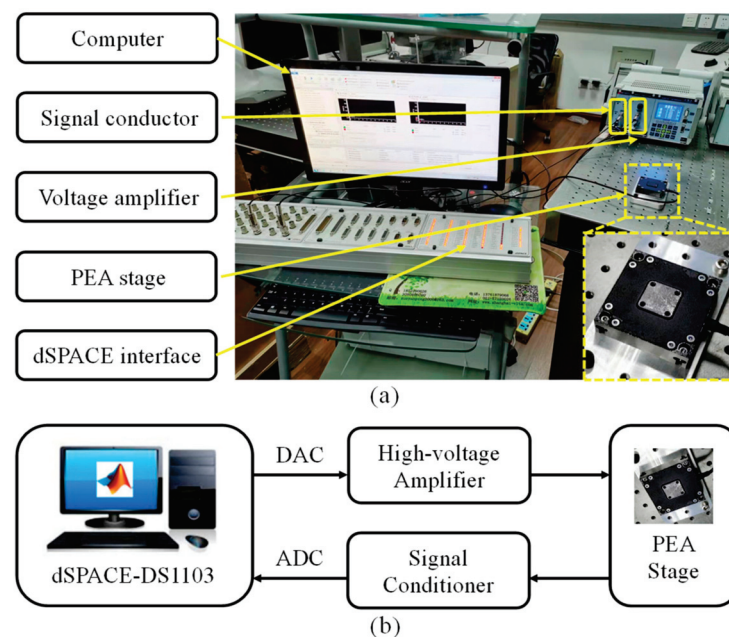 Computer
Signal conductor
Voltage amplifier
PEA stage
dSPACE interface
(a)
DAC
High-voltage
Amplifier
dSPACE-DS1103
ADC
Signal
Conditioner
PEA
Stage
(b)